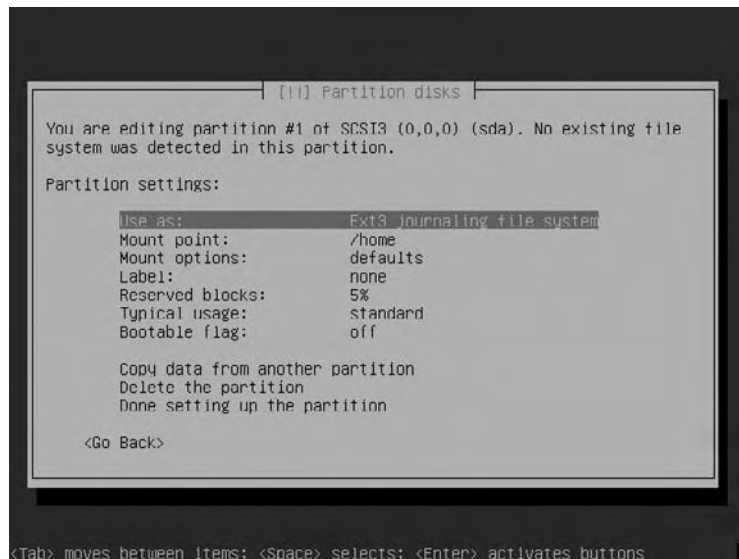 [!!] Partition disks
You are editing partition #1 of SCSI3 (0,0,0) (sda). No existing file
system was detected in this partition.
Partition settings:
Use as: Ext3 journaling file system
Mount point: /home
Mount options: defaults
Label: none
Reserved blocks: 5%
Typical usage: standard
Bootable flag: off
Copy data from another partition
Delete the partition
Done setting up the partition
<Go Back>
<Tab> moves between items; <Space> selects; <Enter> activates buttons